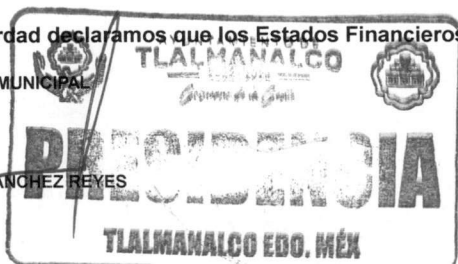 rdad declaramos que los Estados Financieros
TLALMANALCO
MUNICIPAL
PRESIDENCIA
NCHEZ REYES
TLALMANALCO EDO. MÉX